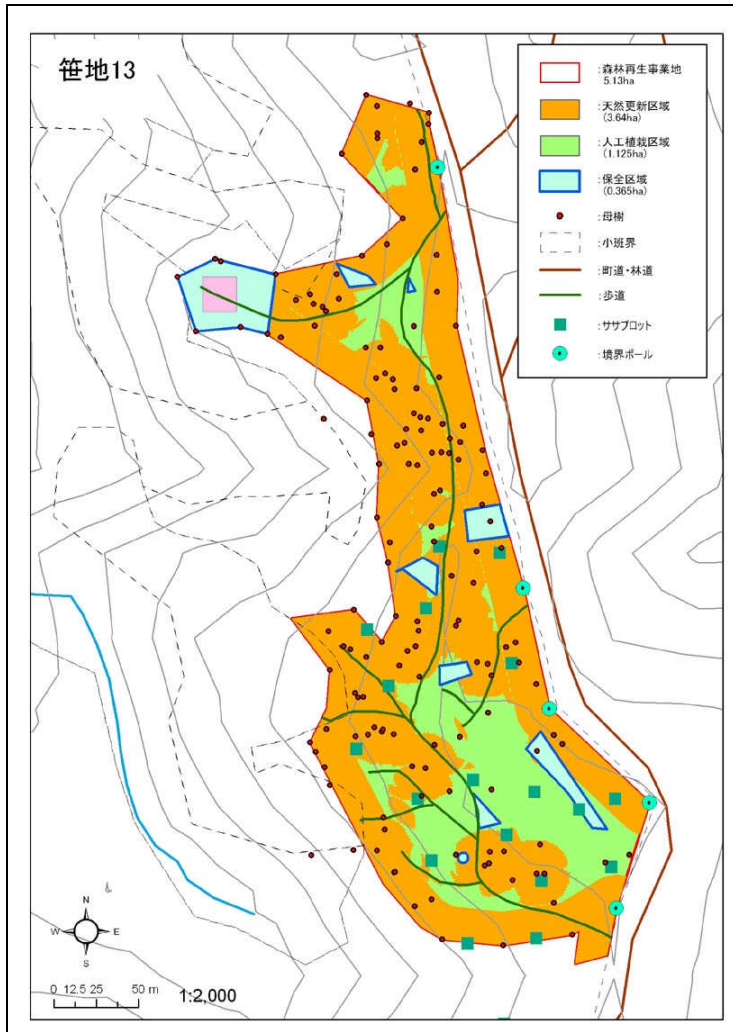 笹地13
:森林再生事業地
5.13ha
:天然更新区域
(3.64ha)
:人工植栽区域
(1.125ha)
:保全区域
(0.365ha)
:母樹
:小班界
:町道・林道
:歩道
:ササプロット
:境界ポール
N
W
E
S
0 12.5 25 50 m
1:2,000